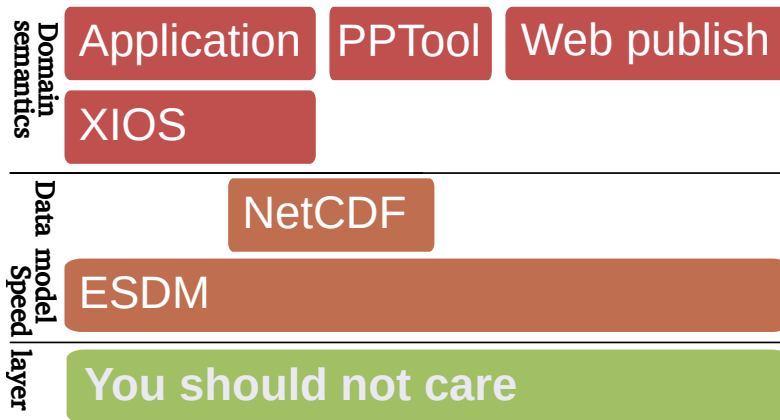 Domain
semantics
Application
PPTool
Web publish
XIOS
Data model
NetCDF
ESDM
Speed layer
You should not care